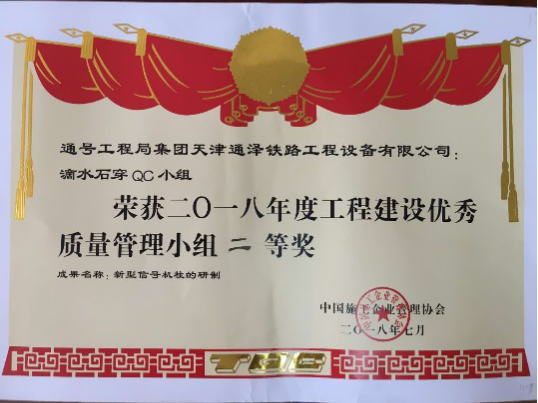 通号工程局集团天津通泽铁路工程设备有限公司：
滴水石穿QC小组
荣获二〇一八年度工程建设优秀
质量管理小组二等奖
成果名称：新型信号机柱的研制
中国施工企业管理协会
二〇一八年七月